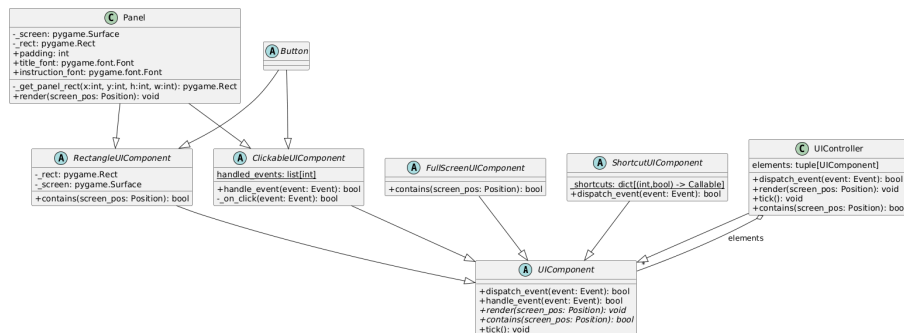 C Panel
-_screen: pygame.Surface
-_rect: pygame.Rect
+padding: int
+title_font: pygame.font.Font
+instruction_font: pygame.font.Font
-_get_panel_rect(x:int, y:int, h:int, w:int): pygame.Rect
+render(screen_pos: Position): void
A Button
A RectangleUIComponent
-_rect: pygame.Rect
-_screen: pygame.Surface
+contains(screen_pos: Position): bool
A ClickableUIComponent
handled_events: list[int]
+handle_event(event: Event): bool
-_on_click(event: Event): bool
A FullScreenUIComponent
+contains(screen_pos: Position): bool
A ShortcutUIComponent
_shortcuts: dict[(int,bool) -> Callable]
+dispatch_event(event: Event): bool
C UIController
elements: tuple[UIComponent]
+dispatch_event(event: Event): bool
+render(screen_pos: Position): void
+tick(): void
+contains(screen_pos: Position): bool
elements
*
A UIComponent
+dispatch_event(event: Event): bool
+handle_event(event: Event): bool
+render(screen_pos: Position): void
+contains(screen_pos: Position): bool
+tick(): void